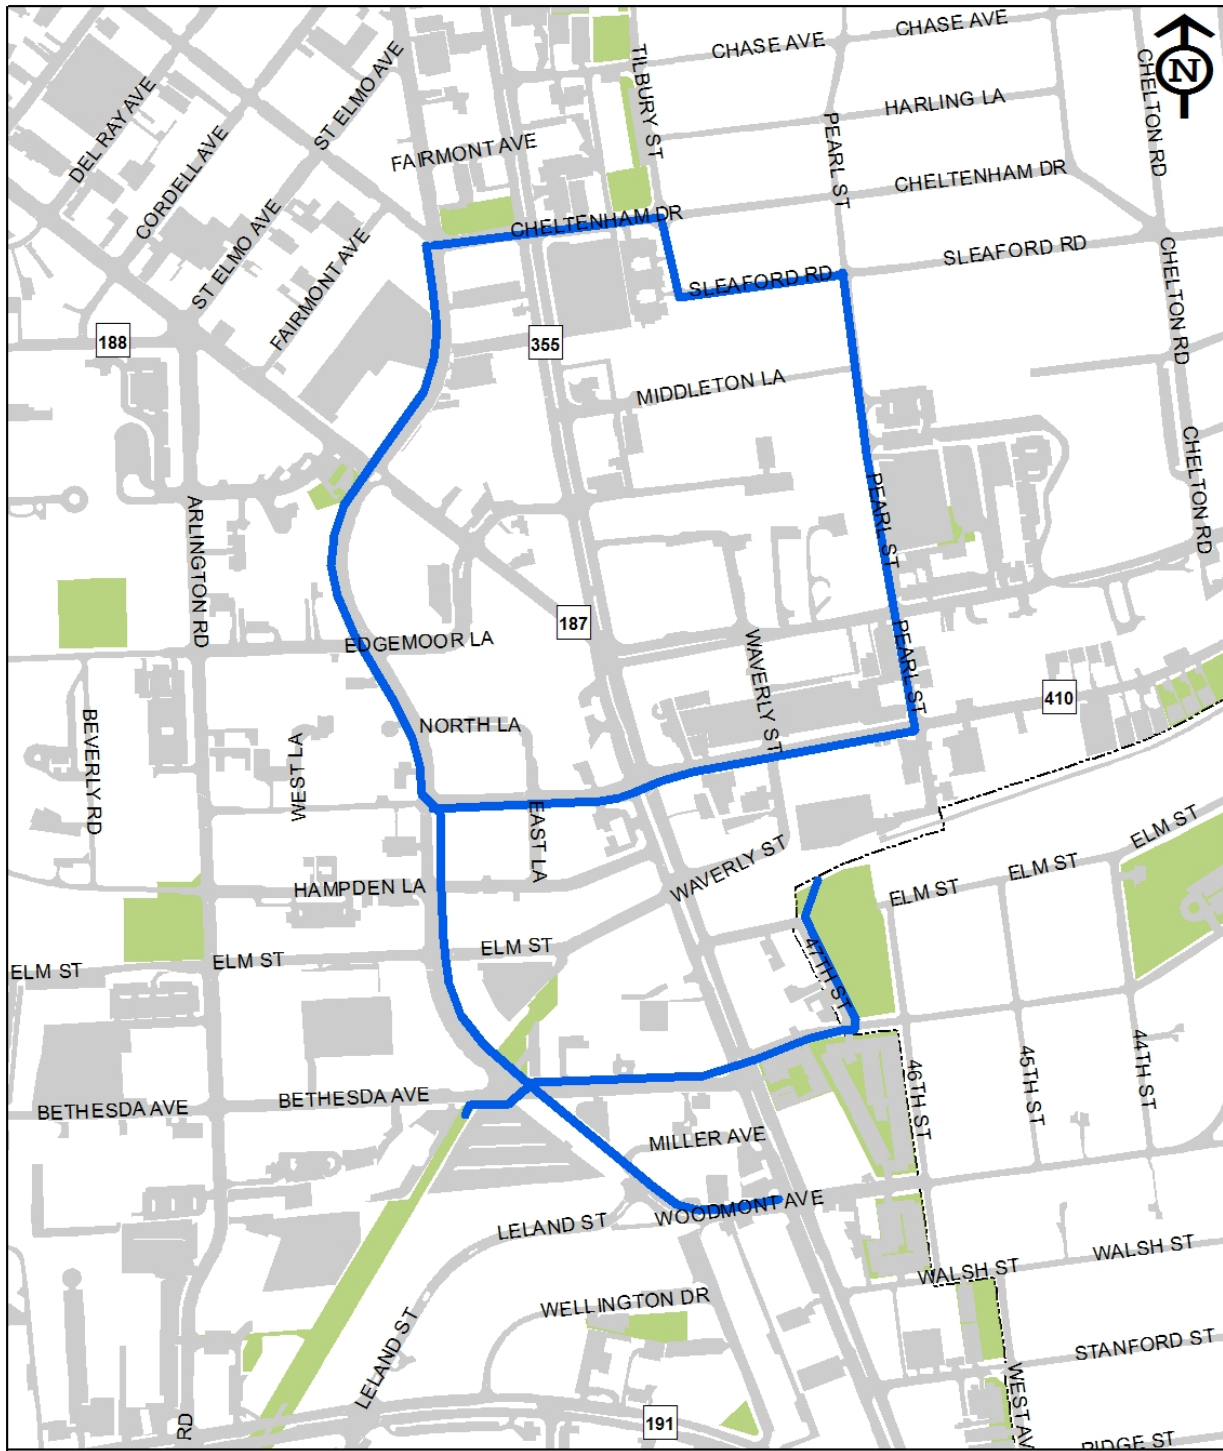 CHASE AVE
CHASE AVE
N
TILBURY ST
CHELTON RD
ST ELMO AVE
DEL RAY AVE
HARLING LA
CORDELL AVE
FAIRMONT AVE
PEARL ST
CHELTENHAM DR
CHELTENHAM DR
ST ELMO AVE
FAIRMONT AVE
SLEAFORD RD
SLEAFORD RD
CHELTON RD
188
355
MIDDLETON LA
CHELTON RD
ARLINGTON RD
PEARL ST
187
EDGEMOOR LA
WAVERLY ST
PEARL ST
410
BEVERLY RD
NORTH LA
WEST LA
EAST LA
ELM ST
WAVERLY ST
ELM ST
HAMPDEN LA
ELM ST
ELM ST
ELM ST
ELM ST
47TH ST
46TH ST
45TH ST
44TH ST
BETHESDA AVE
BETHESDA AVE
MILLER AVE
WOODMONT AVE
LELAND ST
WALSH ST
WALSH ST
WELLINGTON DR
LELAND ST
STANFORD ST
WEST AV
RD
191
RIDGE ST